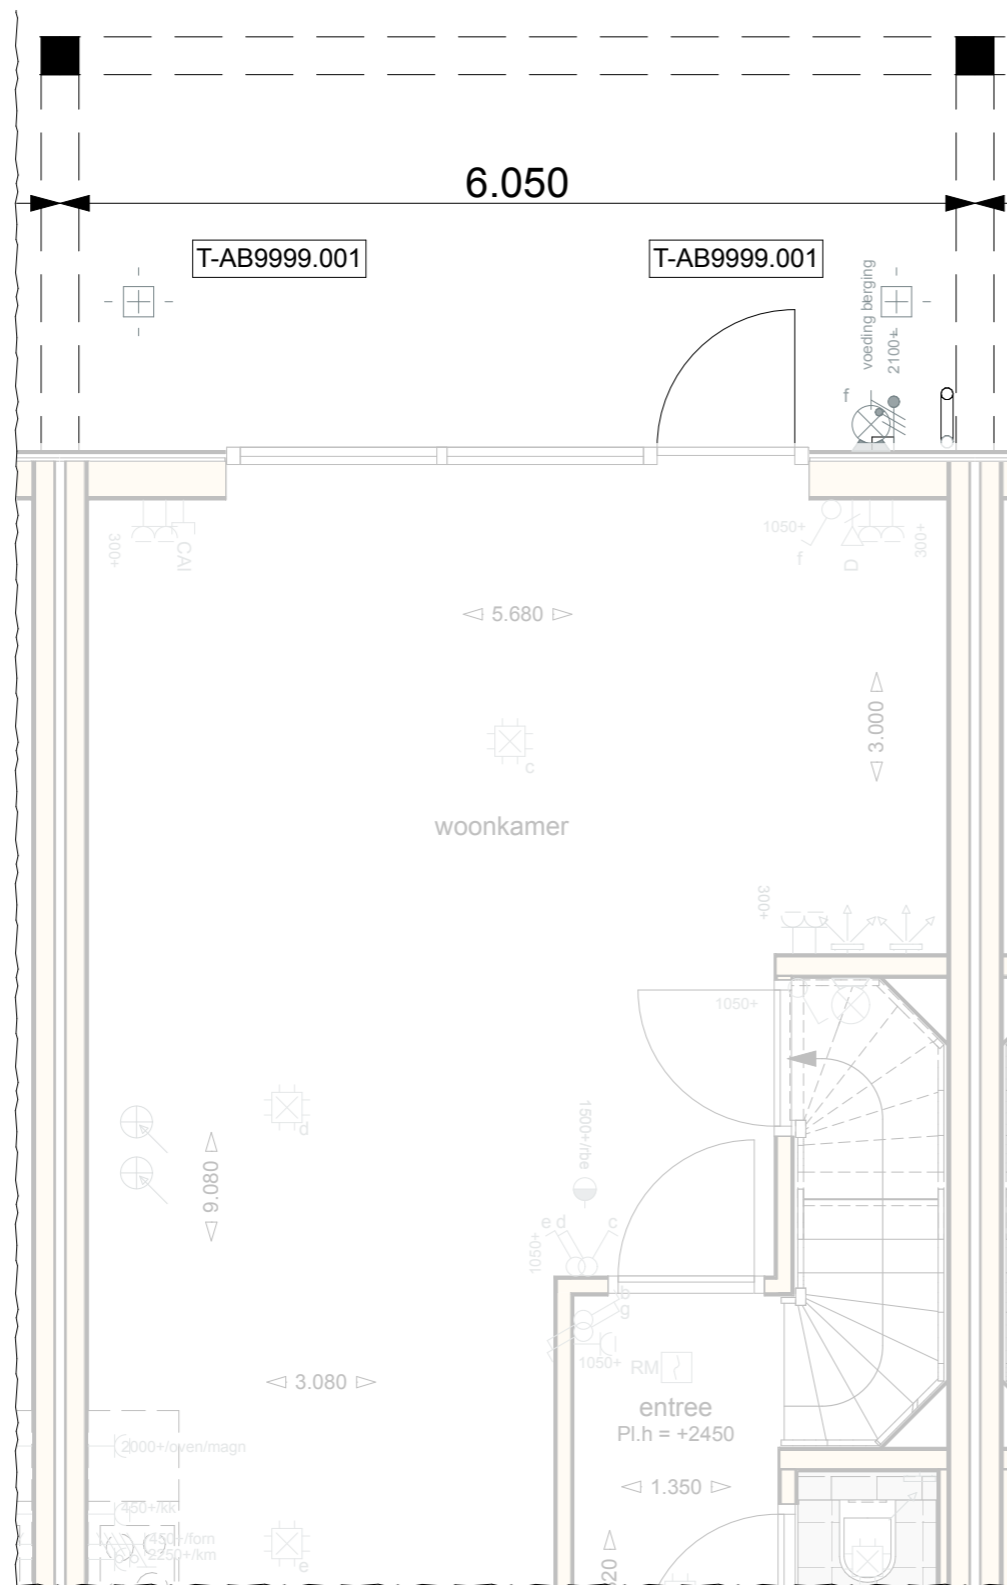 6.050
T-AB9999.001
T-AB9999.001
voeding berging
2100+
f
300+
CAI
1050+
f
D
300+
5.680
3.000
c
woonkamer
300+
1050+
d
1500+/rbe
9.080
e d
c
1050+
b
g
1050+
RM
3.080
entree
Pl.h = +2450
2000+/oven/magn
1.350
450+/kk
1450+/forn
2250+/km
e